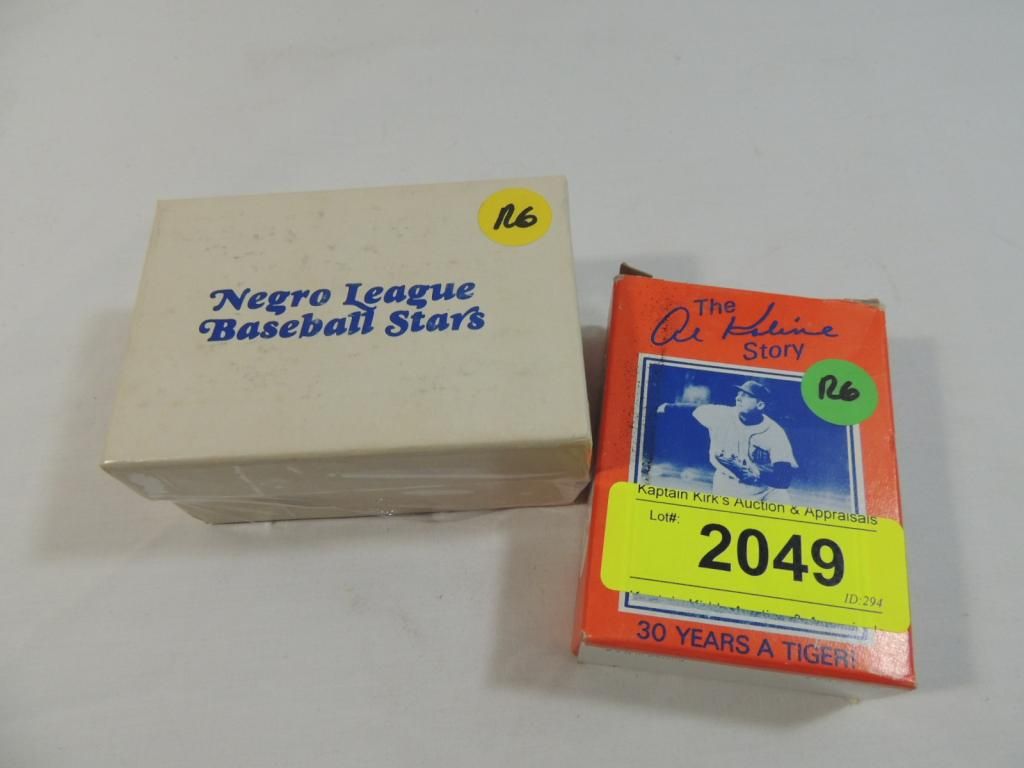 Negro League
Baseball Stars
R6
The
Al Kaline
Story
R6
Kaptain Kirk's Auction & Appraisals
Lot#:
2049
ID:294
30 YEARS A TIGER!